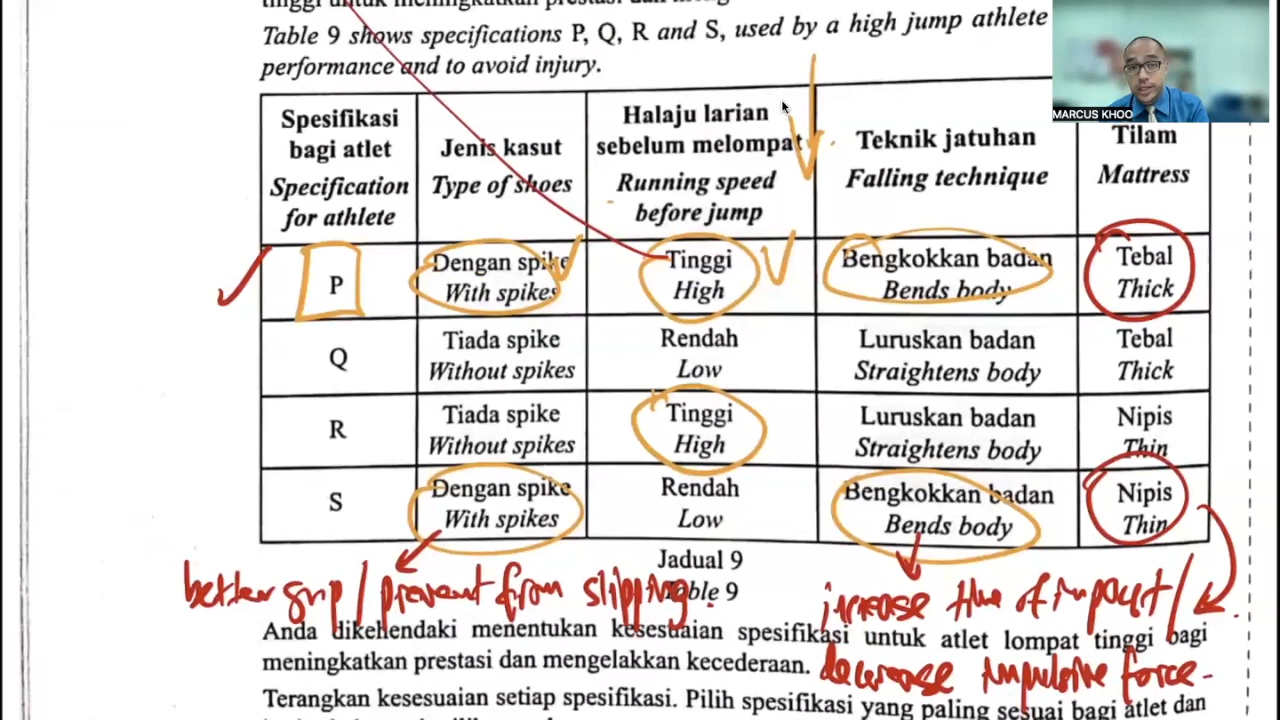 Table 9 shows specifications P, Q, R and S, used by a high jump athlete
performance and to avoid injury.
MARCUS KHOO
Spesifikasi bagi atlet
Specification for athlete
Jenis kasut
Type of shoes
Halaju larian sebelum melompat
Running speed before jump
Teknik jatuhan
Falling technique
Tilam
Mattress
P
Dengan spike
With spikes
Tinggi
High
Bengkokkan badan
Bends body
Tebal
Thick
Q
Tiada spike
Without spikes
Rendah
Low
Luruskan badan
Straightens body
Tebal
Thick
R
Tiada spike
Without spikes
Tinggi
High
Luruskan badan
Straightens body
Nipis
Thin
S
Dengan spike
With spikes
Rendah
Low
Bengkokkan badan
Bends body
Nipis
Thin
Jadual 9
Table 9
better grip / prevent from slipping.
increase time of impact /
decrease impulsive force.
Anda dikehendaki menentukan kesesuaian spesifikasi untuk atlet lompat tinggi bagi
meningkatkan prestasi dan mengelakkan kecederaan.
Terangkan kesesuaian setiap spesifikasi. Pilih spesifikasi yang paling sesuai bagi atlet dan